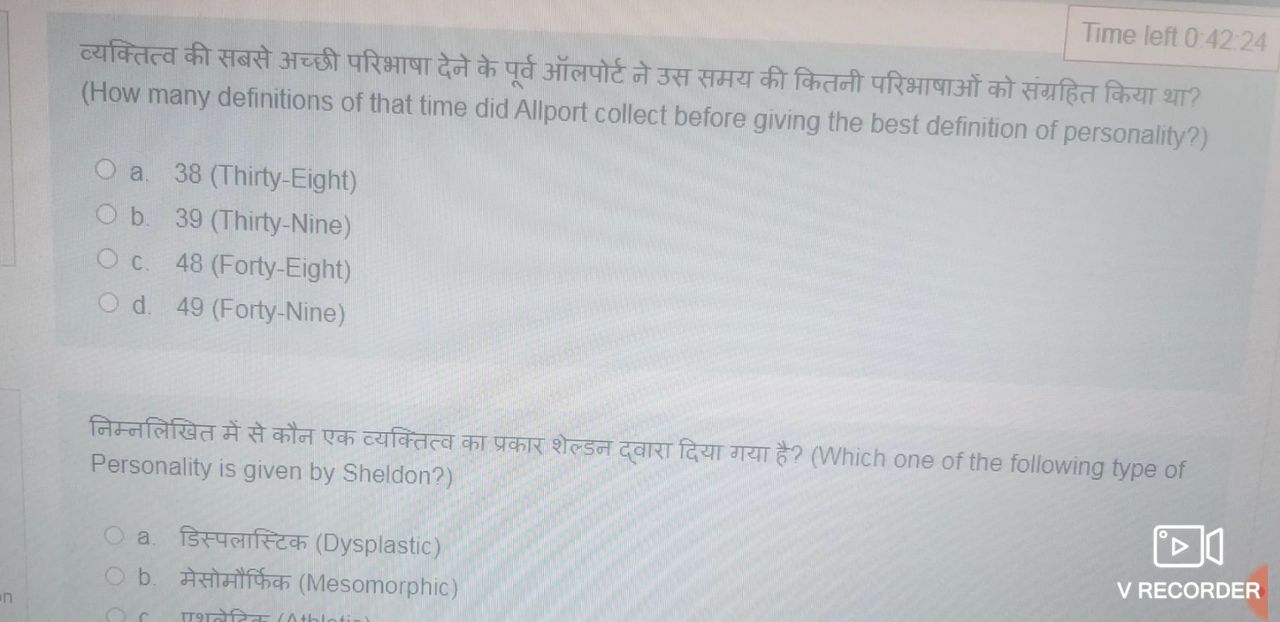 Time left 0:42:24
व्यक्तित्व की सबसे अच्छी परिभाषा देने के पूर्व ऑलपोर्ट ने उस समय की कितनी परिभाषाओं को संग्रहित किया था?
(How many definitions of that time did Allport collect before giving the best definition of personality?)
a. 38 (Thirty-Eight)
b. 39 (Thirty-Nine)
c. 48 (Forty-Eight)
d. 49 (Forty-Nine)
निम्नलिखित में से कौन एक व्यक्तित्व का प्रकार शेल्डन द्वारा दिया गया है? (Which one of the following type of
Personality is given by Sheldon?)
a. डिस्पलास्टिक (Dysplastic)
b. मेसोमौर्फिक (Mesomorphic)
V RECORDER